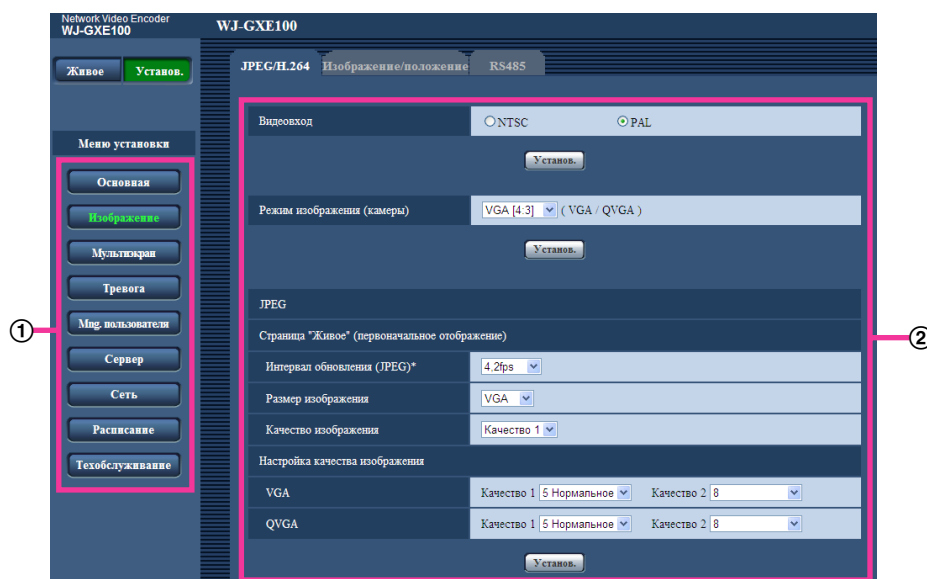 Network Video Encoder
WJ-GXE100
WJ-GXE100
Живое Установ.
JPEG/H.264 Изображение/положение RS485
Меню установки
Основная
Изображение
Мультиэкран
Тревога
Mng. пользователя
Сервер
Сеть
Расписание
Техобслуживание
①
Видеовход NTSC PAL
Установ.
Режим изображения (камеры) VGA [4:3] ( VGA / QVGA )
Установ.
JPEG
Страница "Живое" (первоначальное отображение)
Интервал обновления (JPEG)* 4,2fps
Размер изображения VGA
Качество изображения Качество 1
Настройка качества изображения
VGA Качество 1 5 Нормальное Качество 2 8
QVGA Качество 1 5 Нормальное Качество 2 8
Установ.
②